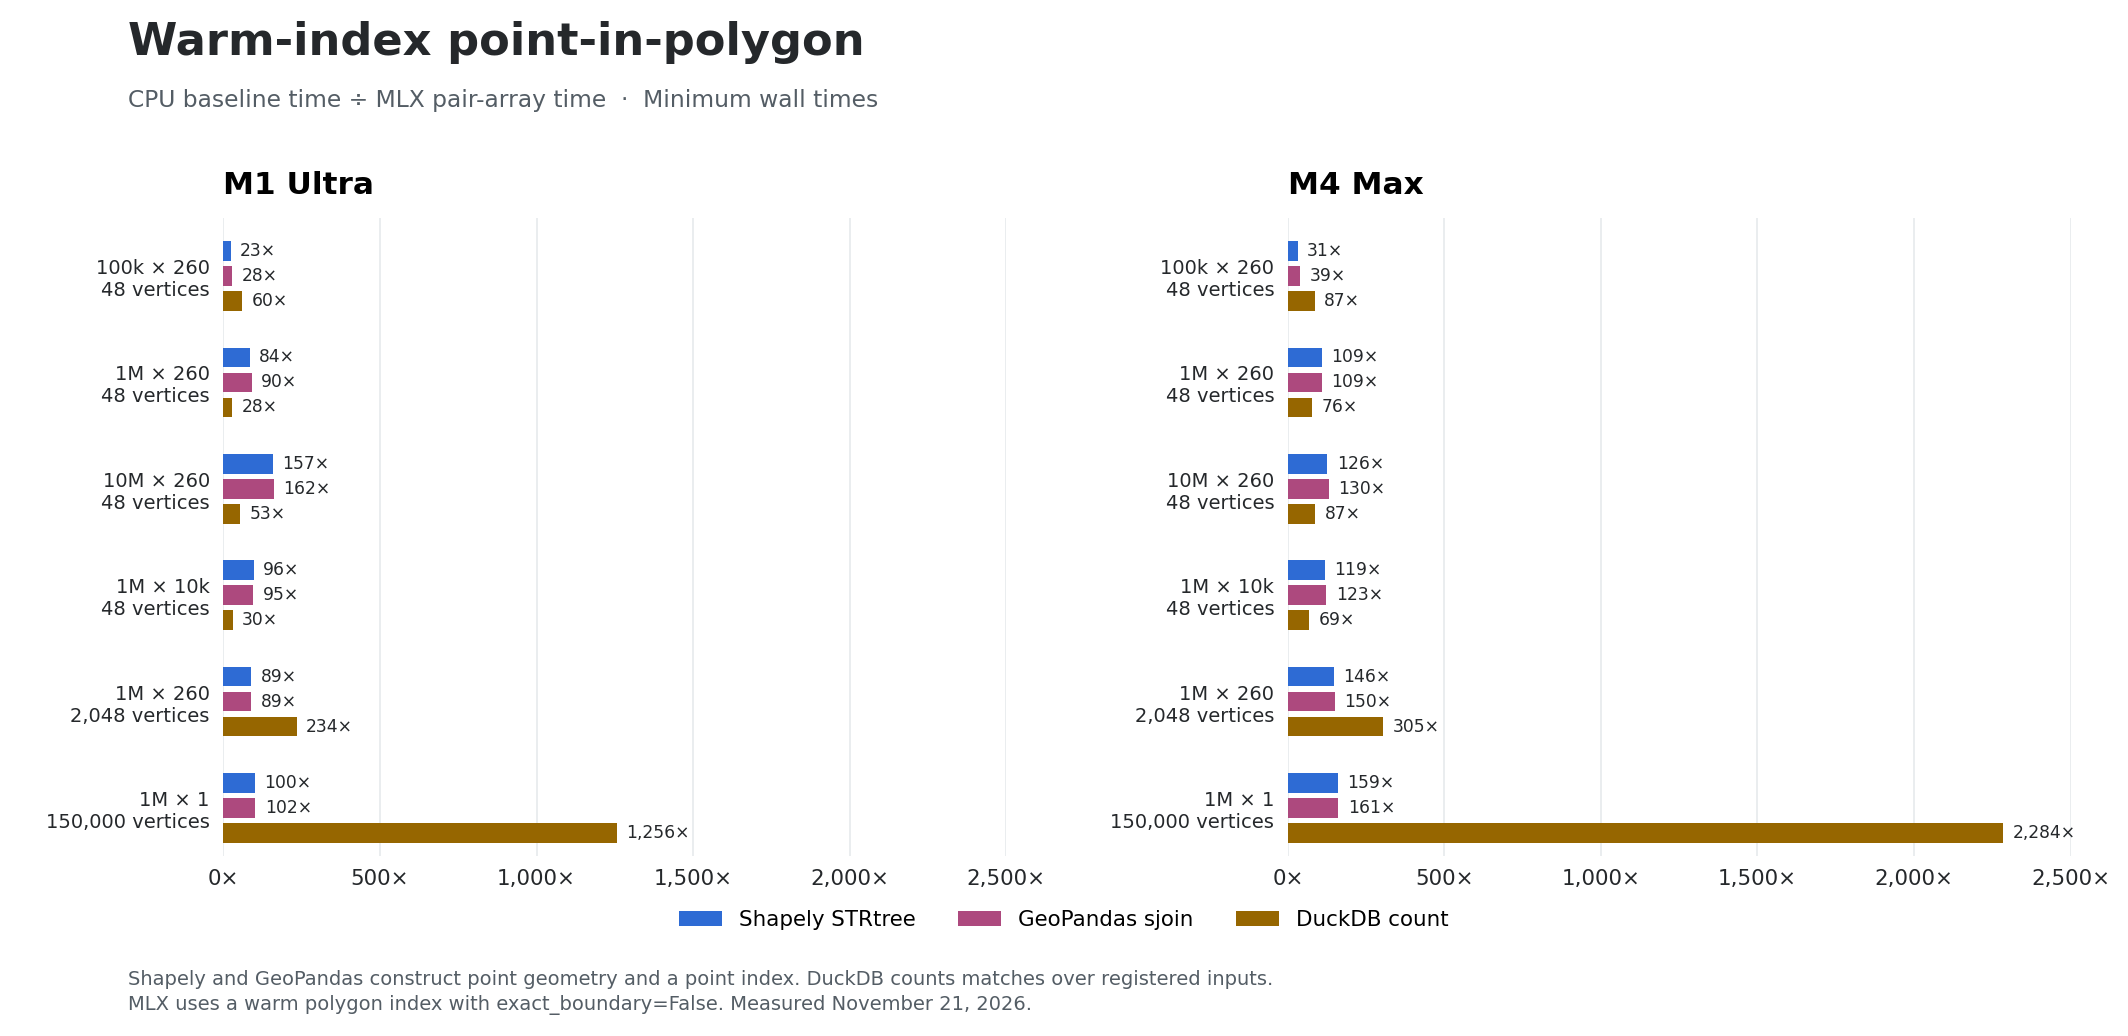 Warm-index point-in-polygon
CPU baseline time ÷ MLX pair-array time · Minimum wall times
M1 Ultra
100k × 260
48 vertices
23×
28×
60×
1M × 260
48 vertices
84×
90×
28×
10M × 260
48 vertices
157×
162×
53×
1M × 10k
48 vertices
96×
95×
30×
1M × 260
2,048 vertices
89×
89×
234×
1M × 1
150,000 vertices
100×
102×
1,256×
0× 500× 1,000× 1,500× 2,000× 2,500×
M4 Max
100k × 260
48 vertices
31×
39×
87×
1M × 260
48 vertices
109×
109×
76×
10M × 260
48 vertices
126×
130×
87×
1M × 10k
48 vertices
119×
123×
69×
1M × 260
2,048 vertices
146×
150×
305×
1M × 1
150,000 vertices
159×
161×
2,284×
0× 500× 1,000× 1,500× 2,000× 2,500×
Shapely STRtree GeoPandas sjoin DuckDB count
Shapely and GeoPandas construct point geometry and a point index. DuckDB counts matches over registered inputs.
MLX uses a warm polygon index with exact_boundary=False. Measured November 21, 2026.